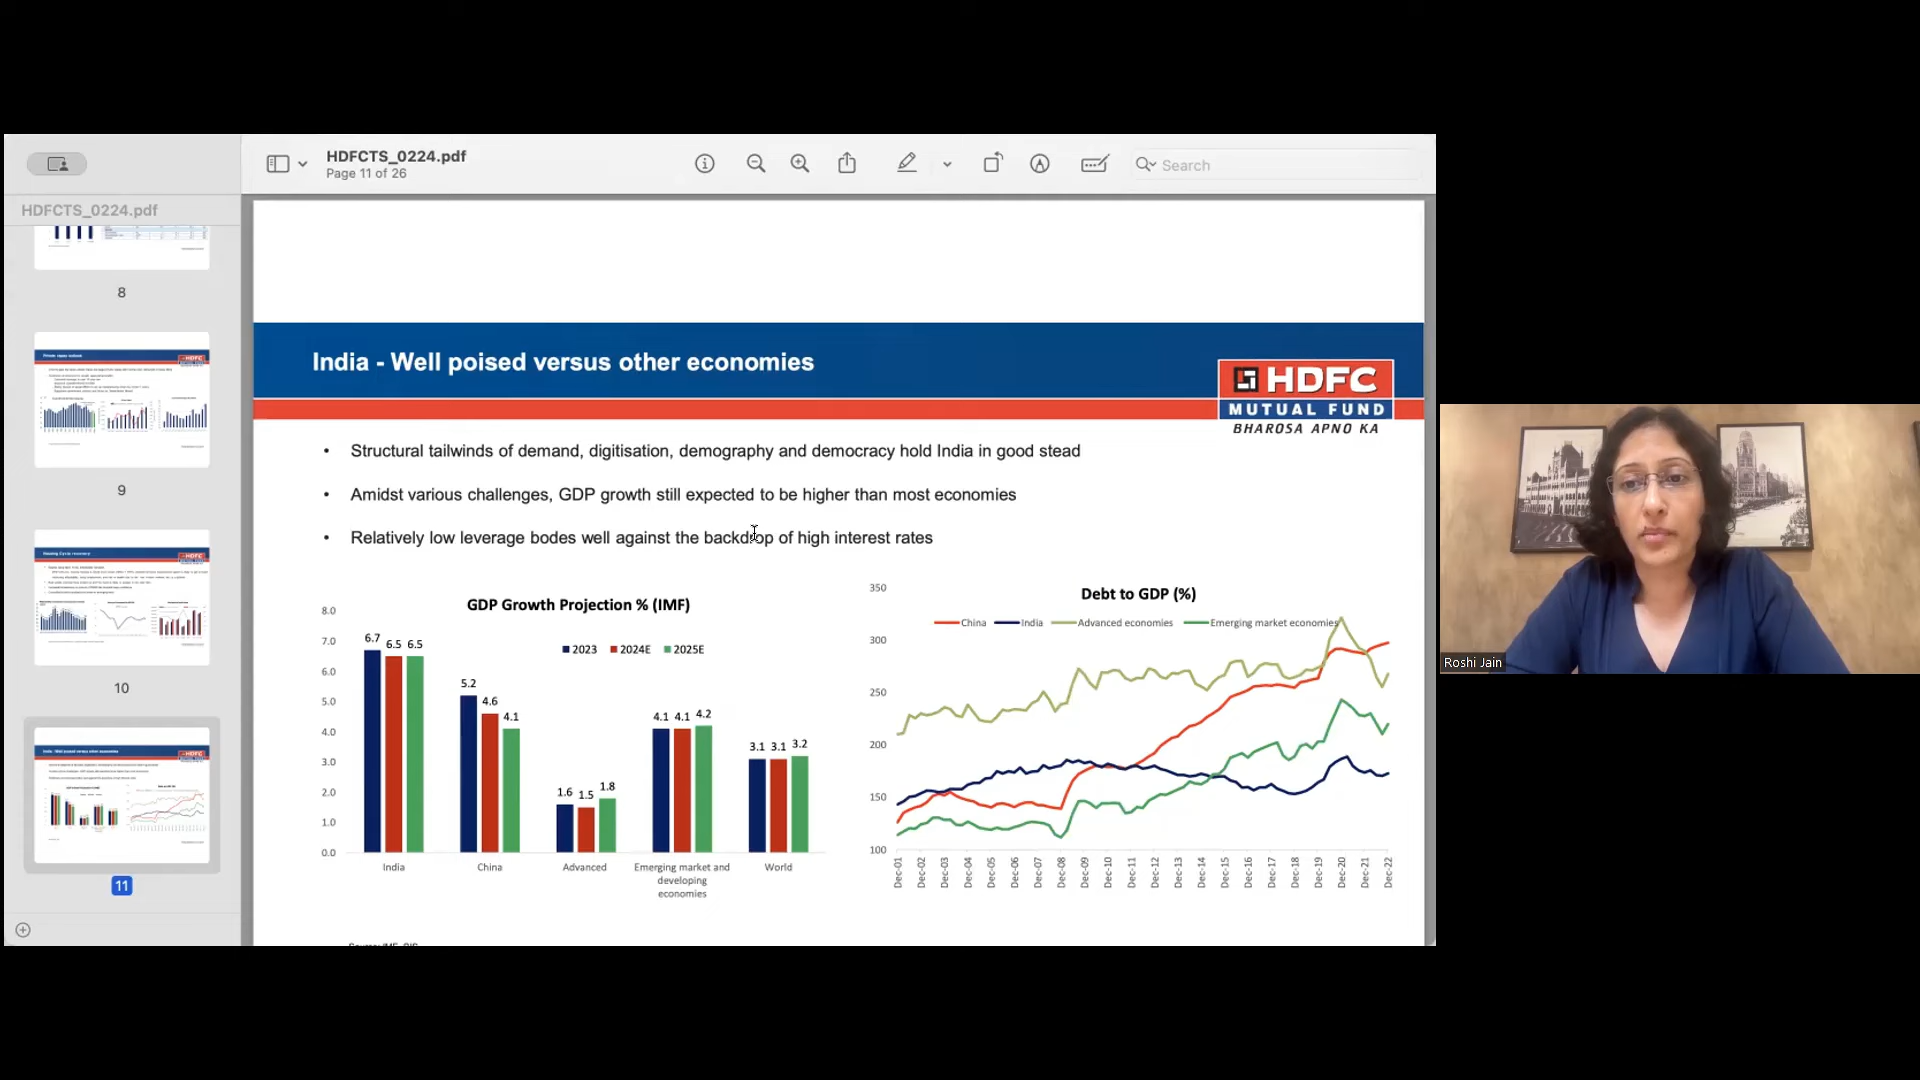 HDFCTS_0224.pdf
Page 11 of 26
Search
HDFCTS_0224.pdf
8
9
10
11
India - Well poised versus other economies
HDFC
MUTUAL FUND
BHAROSA APNO KA
• Structural tailwinds of demand, digitisation, demography and democracy hold India in good stead
• Amidst various challenges, GDP growth still expected to be higher than most economies
• Relatively low leverage bodes well against the backdrop of high interest rates
GDP Growth Projection % (IMF)
2023 2024E 2025E
8.0
7.0
6.0
5.0
4.0
3.0
2.0
1.0
0.0
6.7 6.5 6.5
5.2 4.6 4.1
1.6 1.5 1.8
4.1 4.1 4.2
3.1 3.1 3.2
India
China
Advanced
Emerging market and
developing
economies
World
Debt to GDP (%)
China India Advanced economies Emerging market economies
350
300
250
200
150
100
Dec-01
Dec-02
Dec-03
Dec-04
Dec-05
Dec-06
Dec-07
Dec-08
Dec-09
Dec-10
Dec-11
Dec-12
Dec-13
Dec-14
Dec-15
Dec-16
Dec-17
Dec-18
Dec-19
Dec-20
Dec-21
Dec-22
Roshi Jain